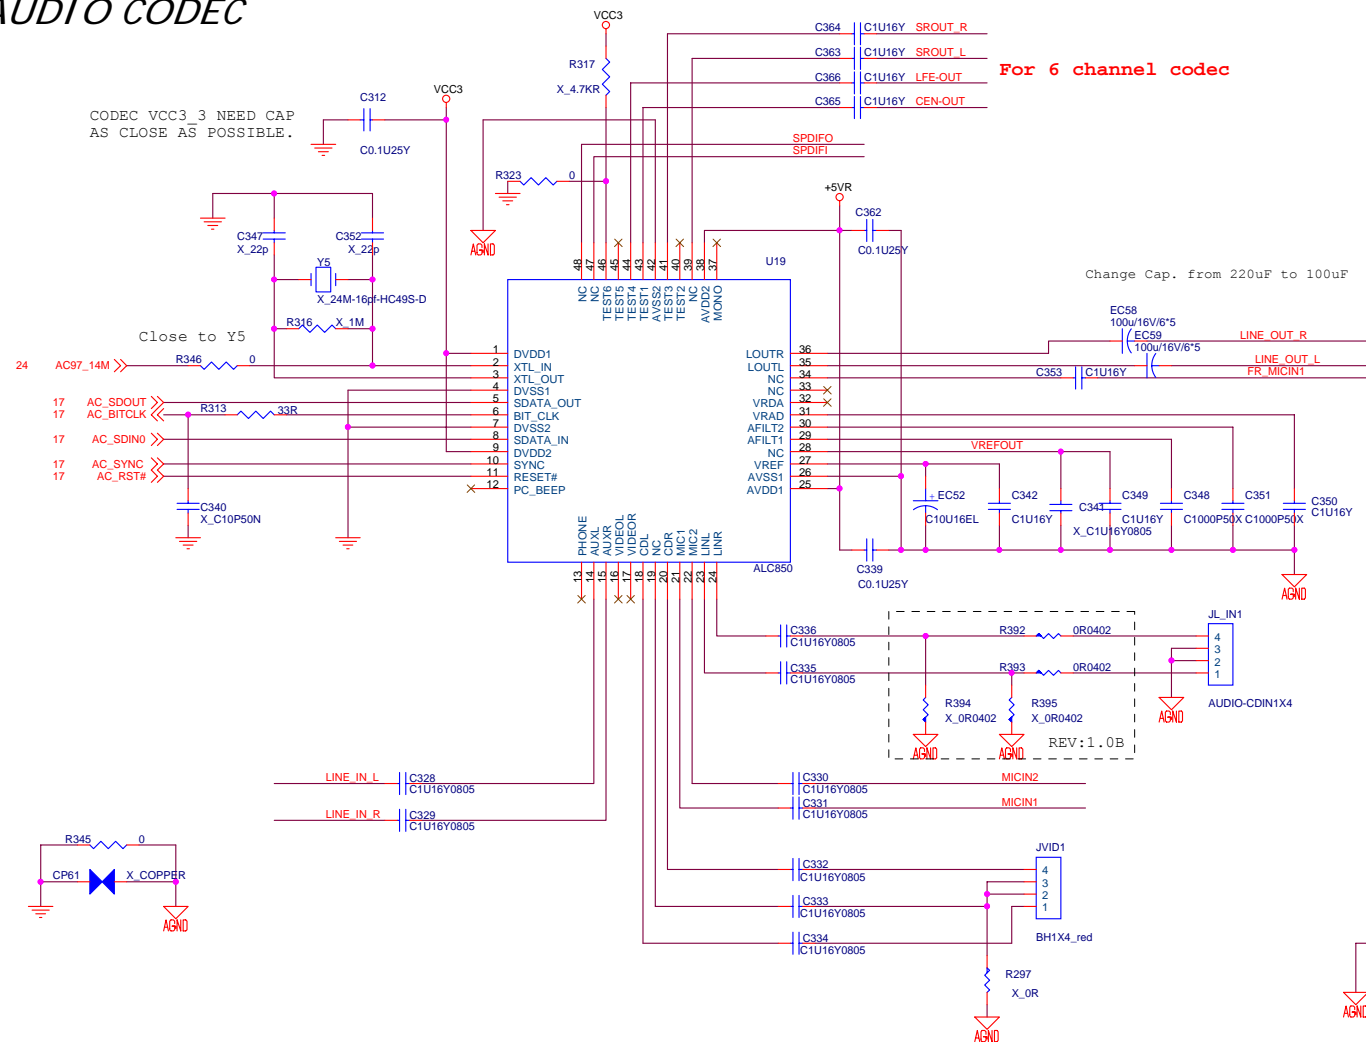 AUDIO CODEC
CODEC VCC3_3 NEED CAP
AS CLOSE AS POSSIBLE.
C312
C0.1U25Y
VCC3
VCC3
R317
X_4.7KR
R323
0
AGND
C364 C1U16Y SROUT_R
C363 C1U16Y SROUT_L
C366 C1U16Y LFE-OUT
C365 C1U16Y CEN-OUT
For 6 channel codec
SPDIFO
SPDIFI
+5VR
C362
C0.1U25Y
C347
X_22p
C352
X_22p
Y5
X_24M-16pf-HC49S-D
R316 X_1M
Close to Y5
R346 0
24 AC97_14M
17 AC_SDOUT
17 AC_BITCLK
R313 33R
17 AC_SDIN0
17 AC_SYNC
17 AC_RST#
C340
X_C10P50N
U19
48 47 46 45 44 43 42 41 40 39 38 37
NC NC TEST6 TEST5 TEST4 TEST1 AVSS2 TEST3 TEST2 NC AVDD2 MONO
1 DVDD1
2 XTL_IN
3 XTL_OUT
4 DVSS1
5 SDATA_OUT
6 BIT_CLK
7 DVSS2
8 SDATA_IN
9 DVDD2
10 SYNC
11 RESET#
12 PC_BEEP
LOUTR 36
LOUTL 35
NC 34
NC 33
VRDA 32
VRAD 31
AFILT2 30
AFILT1 29
NC 28
VREF 27
AVSS1 26
AVDD1 25
PHONE AUXL AUXR VIDEOL VIDEOR CDL NC CDR MIC1 MIC2 LINL LINR
13 14 15 16 17 18 19 20 21 22 23 24
ALC850
Change Cap. from 220uF to 100uF
EC58
100u/16V/6*5
LINE_OUT_R
EC59
100u/16V/6*5
LINE_OUT_L
C353 C1U16Y
FR_MICIN1
VREFOUT
+
EC52
C10U16EL
C342
C1U16Y
C341
X_C1U16Y0805
C349
C1U16Y
C348
C1000P50X
C351
C1000P50X
C350
C1U16Y
C339
C0.1U25Y
AGND
C336
C1U16Y0805
C335
C1U16Y0805
R392 0R0402
R393 0R0402
R394
X_0R0402
R395
X_0R0402
AGND
AGND
REV:1.0B
JL_IN1
4
3
2
1
AUDIO-CDIN1X4
AGND
LINE_IN_L
C328
C1U16Y0805
LINE_IN_R
C329
C1U16Y0805
C330
C1U16Y0805
MICIN2
C331
C1U16Y0805
MICIN1
R345 0
CP61 X_COPPER
AGND
C332
C1U16Y0805
C333
C1U16Y0805
C334
C1U16Y0805
JVID1
4
3
2
1
BH1X4_red
R297
X_0R
AGND
AGND